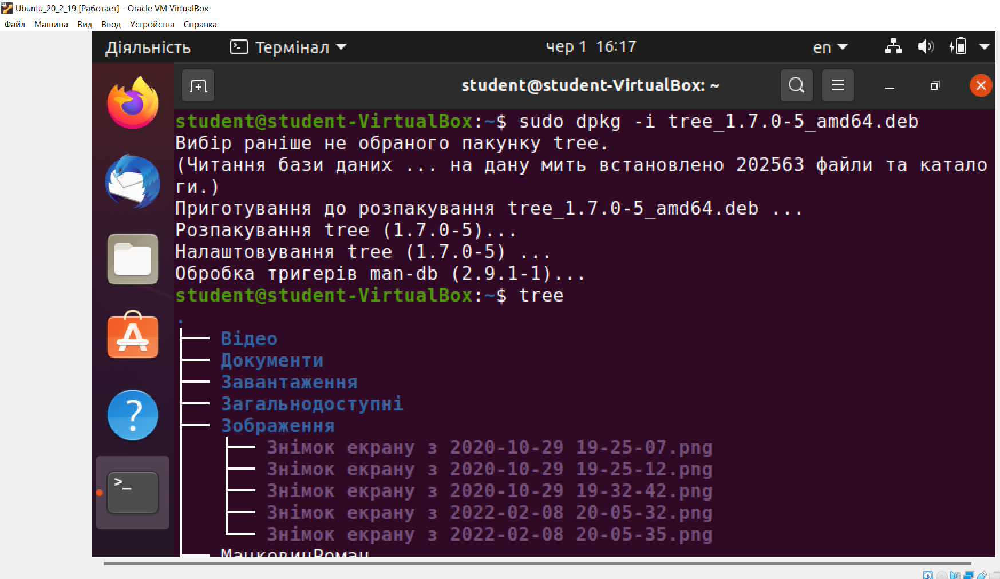 Ubuntu_20_2_19 [Работает] - Oracle VM VirtualBox
Файл Машина Вид Ввод Устройства Справка
Діяльність Термінал чер 1 16:17 en
student@student-VirtualBox: ~
student@student-VirtualBox:~$ sudo dpkg -i tree_1.7.0-5_amd64.deb
Вибір раніше не обраного пакунку tree.
(Читання бази даних ... на дану мить встановлено 202563 файли та катало
ги.)
Приготування до розпакування tree_1.7.0-5_amd64.deb ...
Розпакування tree (1.7.0-5)...
Налаштовування tree (1.7.0-5) ...
Обробка тригерів man-db (2.9.1-1)...
student@student-VirtualBox:~$ tree
.
├── Відео
├── Документи
├── Завантаження
├── Загальнодоступні
├── Зображення
│   ├── Знімок екрану з 2020-10-29 19-25-07.png
│   ├── Знімок екрану з 2020-10-29 19-25-12.png
│   ├── Знімок екрану з 2020-10-29 19-32-42.png
│   ├── Знімок екрану з 2022-02-08 20-05-32.png
│   └── Знімок екрану з 2022-02-08 20-05-35.png
├── МацкевичРоман